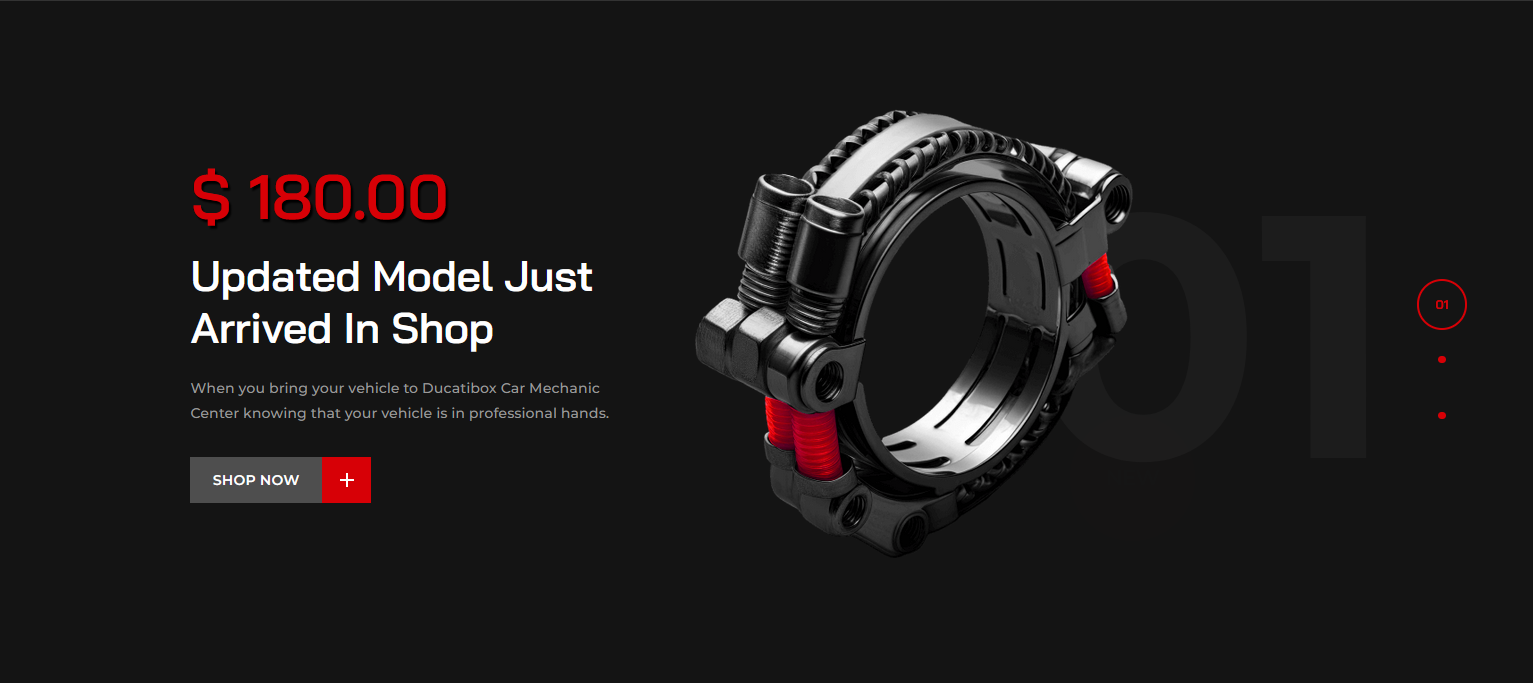 $ 180.00
Updated Model Just
Arrived In Shop
When you bring your vehicle to Ducatibox Car Mechanic
Center knowing that your vehicle is in professional hands.
SHOP NOW +
01
01